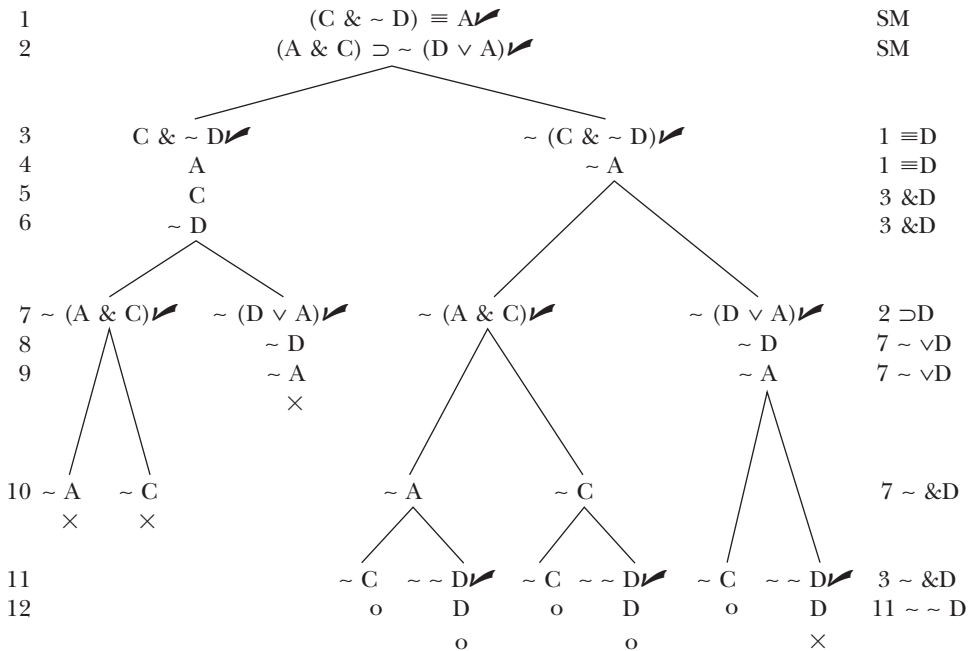 1 (C & ~ D) ≡ A✔ SM
2 (A & C) ⊃ ~ (D ∨ A)✔ SM
3 C & ~ D✔ ~ (C & ~ D)✔ 1 ≡D
4 A ~ A 1 ≡D
5 C 3 &D
6 ~ D 3 &D
7 ~ (A & C)✔ ~ (D ∨ A)✔ ~ (A & C)✔ ~ (D ∨ A)✔ 2 ⊃D
8 ~ D ~ D 7 ~ ∨D
9 ~ A ~ A 7 ~ ∨D
×
10 ~ A ~ C ~ A ~ C 7 ~ &D
× ×
11 ~ C ~ ~ D✔ ~ C ~ ~ D✔ ~ C ~ ~ D✔ 3 ~ &D
12 o D o D o D 11 ~ ~ D
o o ×